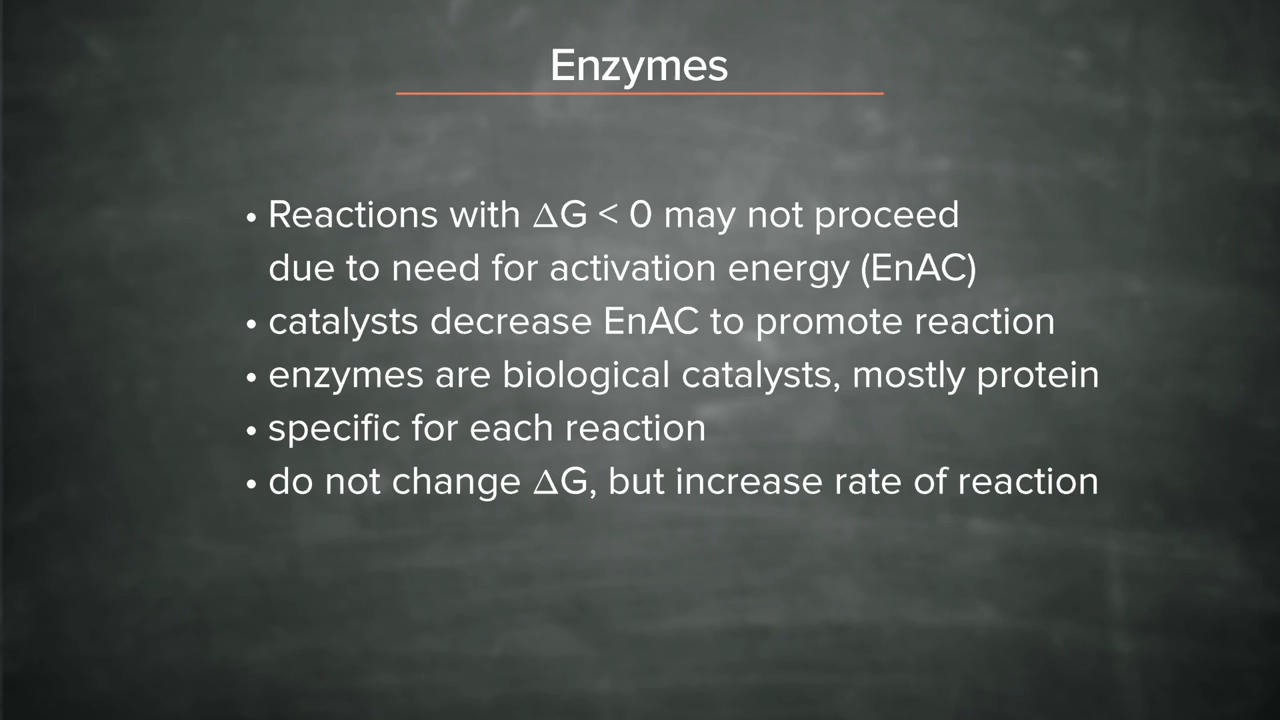 Enzymes
• Reactions with ΔG < 0 may not proceed
due to need for activation energy (EnAC)
• catalysts decrease EnAC to promote reaction
• enzymes are biological catalysts, mostly protein
• specific for each reaction
• do not change ΔG, but increase rate of reaction